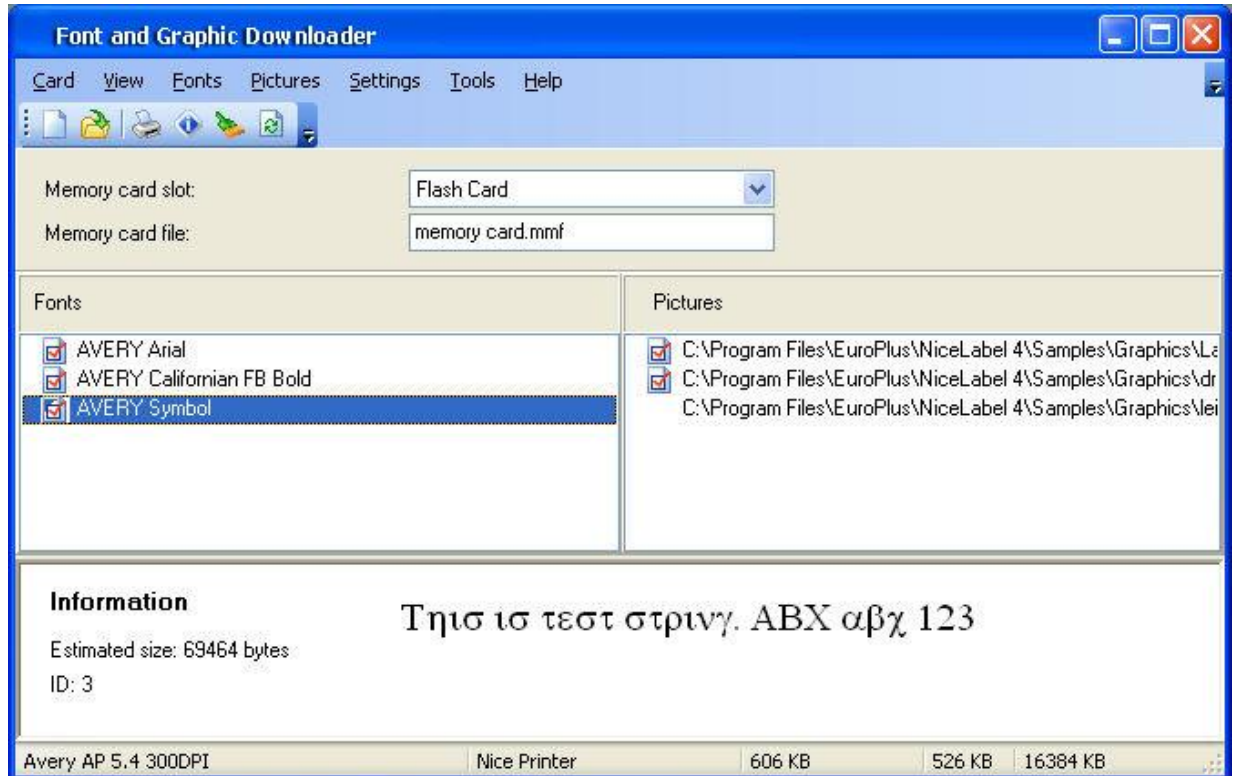 Font and Graphic Downloader
Card View Fonts Pictures Settings Tools Help
Memory card slot: Flash Card
Memory card file: memory card.mmf
Fonts
AVERY Arial
AVERY Californian FB Bold
AVERY Symbol
Pictures
C:\Program Files\EuroPlus\NiceLabel 4\Samples\Graphics\La
C:\Program Files\EuroPlus\NiceLabel 4\Samples\Graphics\dr
C:\Program Files\EuroPlus\NiceLabel 4\Samples\Graphics\lei
Information
Estimated size: 69464 bytes
ID: 3
Τηισ ισ τεστ στρινγ. ΑΒΧ αβχ 123
Avery AP 5.4 300DPI Nice Printer 606 KB 526 KB 16384 KB